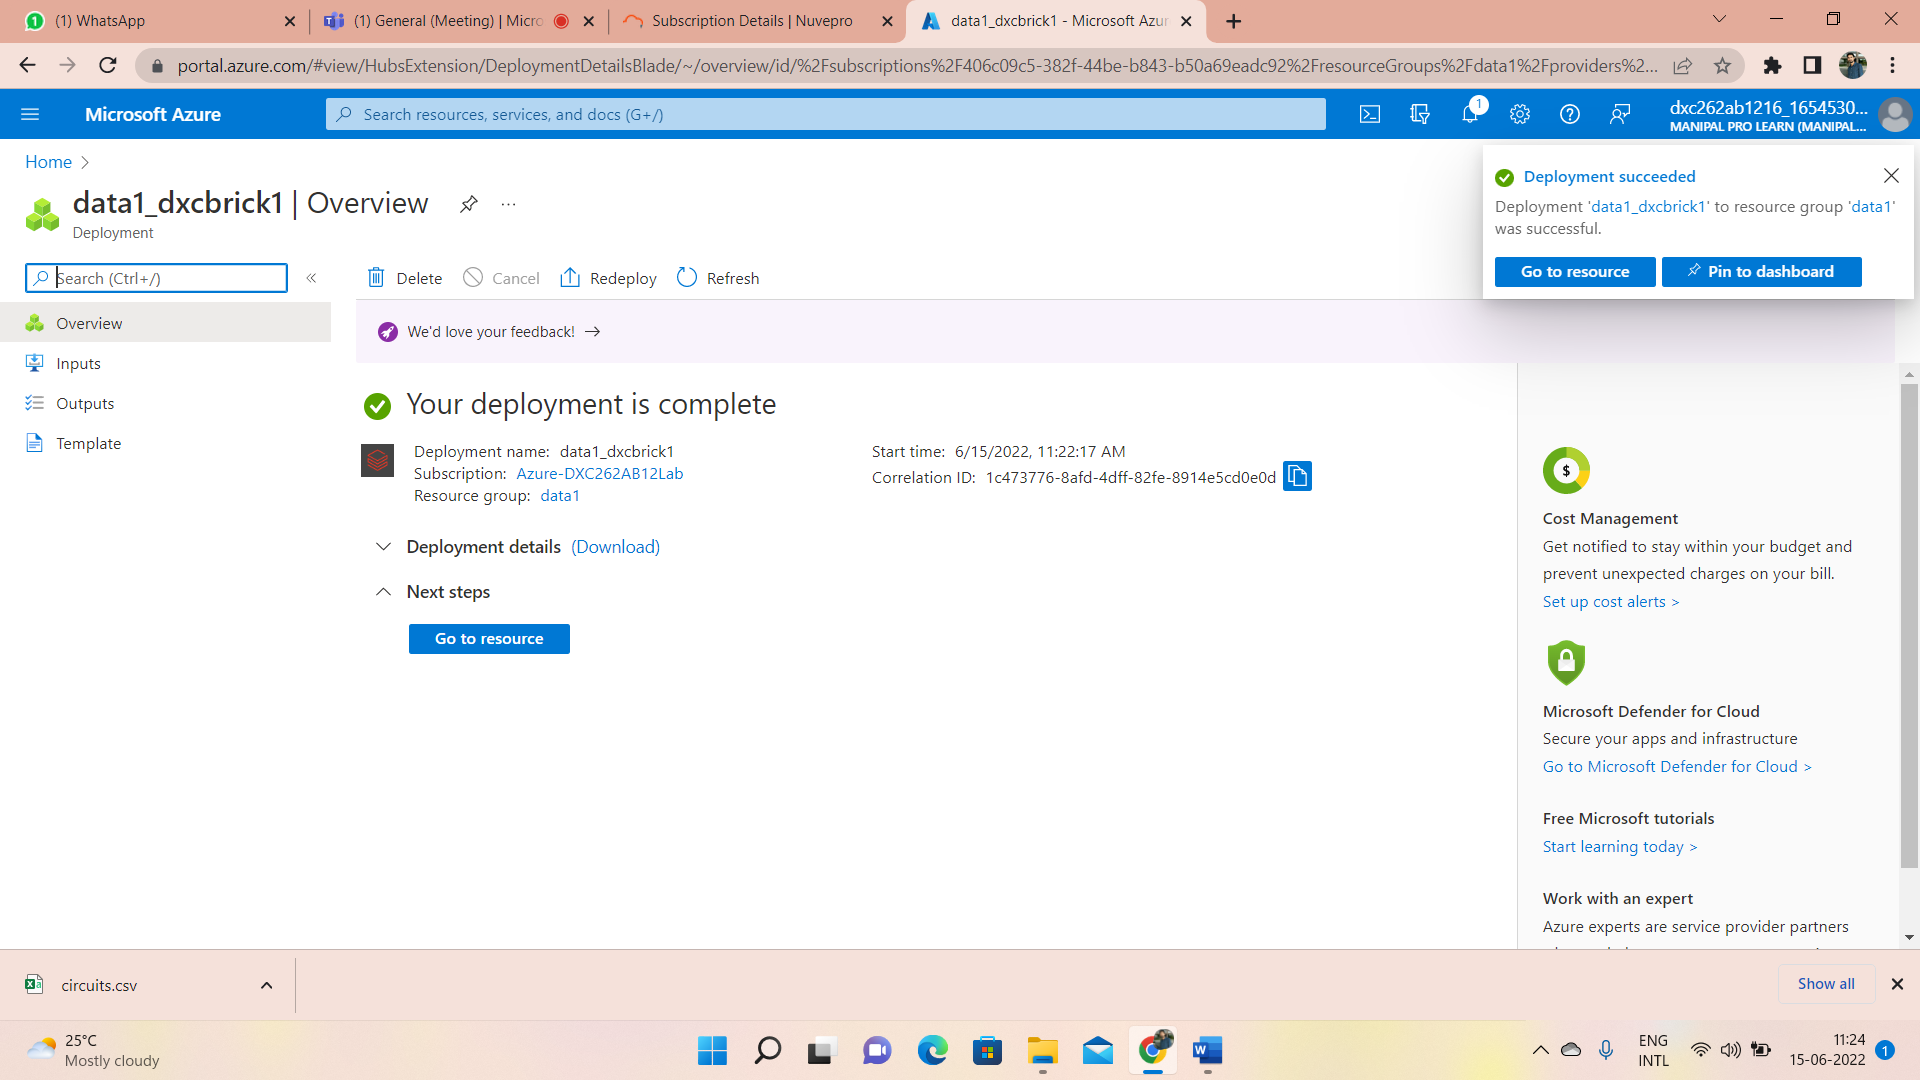 (1) WhatsApp
(1) General (Meeting) | Micro
Subscription Details | Nuvepro
data1_dxcbrick1 - Microsoft Azur
portal.azure.com/#view/HubsExtension/DeploymentDetailsBlade/~/overview/id/%2Fsubscriptions%2F406c09c5-382f-44be-b843-b50a69eadc92%2FresourceGroups%2Fdata1%2Fproviders%2...
Microsoft Azure
Search resources, services, and docs (G+/)
1
dxc262ab1216_1654530...
MANIPAL PRO LEARN (MANIPAL...
Home
data1_dxcbrick1 | Overview
Deployment
Deployment succeeded
Deployment 'data1_dxcbrick1' to resource group 'data1'
was successful.
Go to resource
Pin to dashboard
Search (Ctrl+/)
Delete
Cancel
Redeploy
Refresh
Overview
Inputs
Outputs
Template
We'd love your feedback!
Your deployment is complete
Deployment name: data1_dxcbrick1
Subscription: Azure-DXC262AB12Lab
Resource group: data1
Start time: 6/15/2022, 11:22:17 AM
Correlation ID: 1c473776-8afd-4dff-82fe-8914e5cd0e0d
Deployment details (Download)
Next steps
Go to resource
Cost Management
Get notified to stay within your budget and
prevent unexpected charges on your bill.
Set up cost alerts >
Microsoft Defender for Cloud
Secure your apps and infrastructure
Go to Microsoft Defender for Cloud >
Free Microsoft tutorials
Start learning today >
Work with an expert
Azure experts are service provider partners
circuits.csv
Show all
25°C
Mostly cloudy
ENG
INTL
11:24
15-06-2022
1